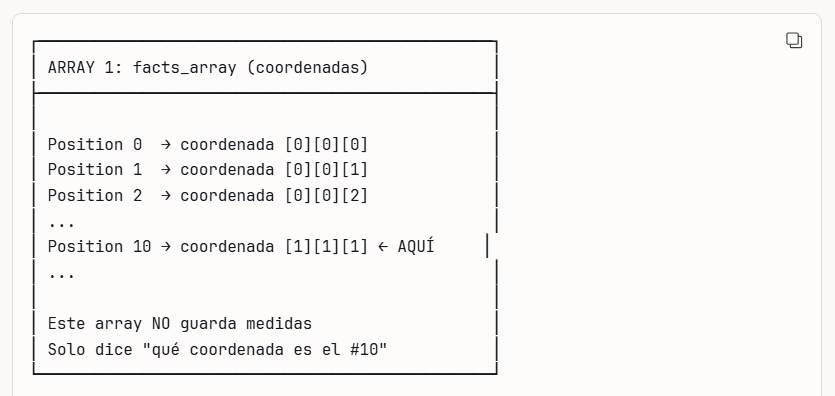 ARRAY 1: facts_array (coordenadas)
Position 0 → coordenada [0][0][0]
Position 1 → coordenada [0][0][1]
Position 2 → coordenada [0][0][2]
...
Position 10 → coordenada [1][1][1] ← AQUÍ
...
Este array NO guarda medidas
Solo dice "qué coordenada es el #10"